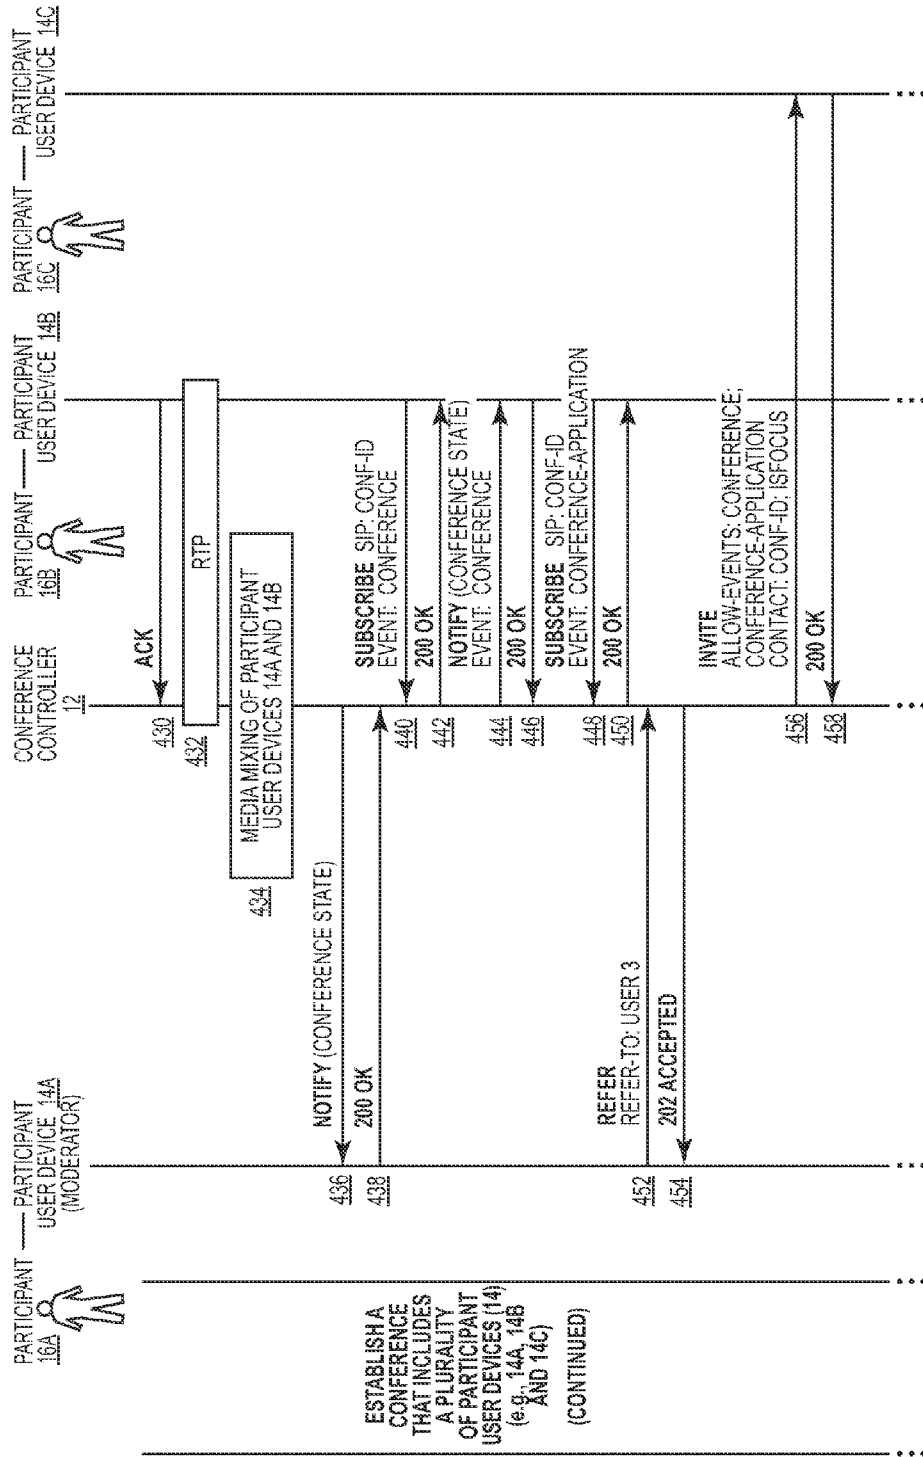 PARTICIPANT
16A
PARTICIPANT
USER DEVICE 14A
(MODERATOR)
CONFERENCE
CONTROLLER
12
PARTICIPANT
16B
PARTICIPANT
USER DEVICE 14B
PARTICIPANT
16C
PARTICIPANT
USER DEVICE 14C
ESTABLISH A
CONFERENCE
THAT INCLUDES
A PLURALITY
OF PARTICIPANT
USER DEVICES (14)
(e.g., 14A, 14B
AND 14C)
(CONTINUED)
430
ACK
432
RTP
434
MEDIA MIXING OF PARTICIPANT
USER DEVICES 14A AND 14B
436
NOTIFY (CONFERENCE STATE)
438
200 OK
SUBSCRIBE SIP: CONF-ID
EVENT: CONFERENCE
440
200 OK
442
NOTIFY (CONFERENCE STATE)
EVENT: CONFERENCE
444
200 OK
446
SUBSCRIBE SIP: CONF-ID
EVENT: CONFERENCE-APPLICATION
448
200 OK
450
REFER
REFER-TO: USER 3
452
202 ACCEPTED
454
INVITE
ALLOW-EVENTS: CONFERENCE;
CONFERENCE-APPLICATION
CONTACT: CONF-ID: ISFOCUS
456
200 OK
458